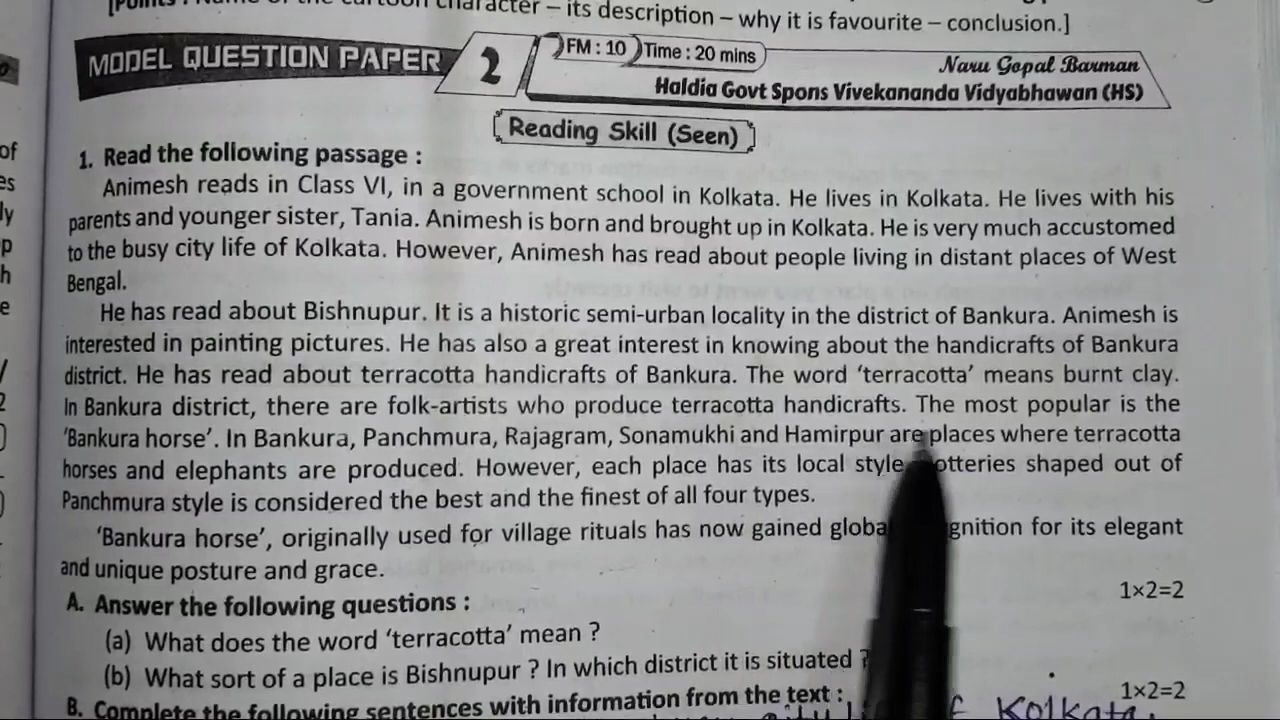 character – its description – why it is favourite – conclusion.]
MODEL QUESTION PAPER 2 FM : 10 Time : 20 mins
Naru Gopal Barman
Haldia Govt Spons Vivekananda Vidyabhawan (HS)
Reading Skill (Seen)
1. Read the following passage :
Animesh reads in Class VI, in a government school in Kolkata. He lives in Kolkata. He lives with his
parents and younger sister, Tania. Animesh is born and brought up in Kolkata. He is very much accustomed
to the busy city life of Kolkata. However, Animesh has read about people living in distant places of West
Bengal.
He has read about Bishnupur. It is a historic semi-urban locality in the district of Bankura. Animesh is
interested in painting pictures. He has also a great interest in knowing about the handicrafts of Bankura
district. He has read about terracotta handicrafts of Bankura. The word ‘terracotta’ means burnt clay.
In Bankura district, there are folk-artists who produce terracotta handicrafts. The most popular is the
‘Bankura horse’. In Bankura, Panchmura, Rajagram, Sonamukhi and Hamirpur are places where terracotta
horses and elephants are produced. However, each place has its local style otteries shaped out of
Panchmura style is considered the best and the finest of all four types.
‘Bankura horse’, originally used for village rituals has now gained globa gnition for its elegant
and unique posture and grace.
A. Answer the following questions : 1×2=2
(a) What does the word ‘terracotta’ mean ?
(b) What sort of a place is Bishnupur ? In which district it is situated ?
B. Complete the following sentences with information from the text : 1×2=2
Kolkata.